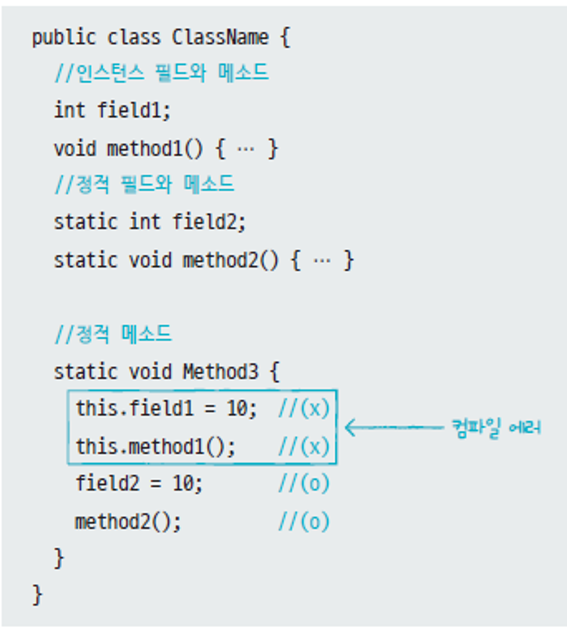 public class ClassName {
//인스턴스 필드와 메소드
int field1;
void method1() { … }
//정적 필드와 메소드
static int field2;
static void method2() { … }
//정적 메소드
static void Method3 {
this.field1 = 10; //(x)
this.method1(); //(x)
컴파일 에러
field2 = 10; //(o)
method2(); //(o)
}
}